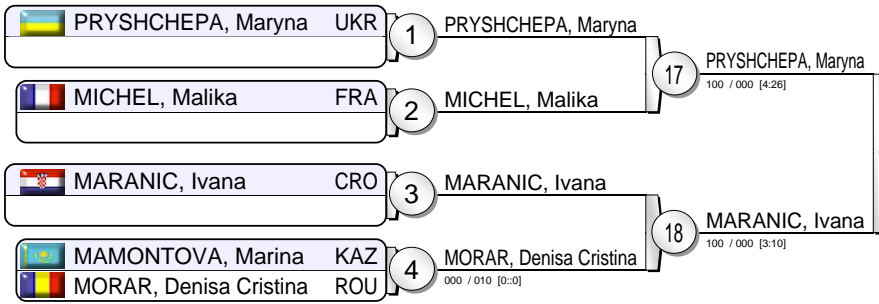 PRYSHCHEPA, Maryna UKR
1
PRYSHCHEPA, Maryna
MICHEL, Malika FRA
2
MICHEL, Malika
17
PRYSHCHEPA, Maryna
100 / 000 [4:26]
MARANIC, Ivana CRO
3
MARANIC, Ivana
MAMONTOVA, Marina KAZ
MORAR, Denisa Cristina ROU
4
MORAR, Denisa Cristina
000 / 010 [0::0]
18
MARANIC, Ivana
100 / 000 [3:10]